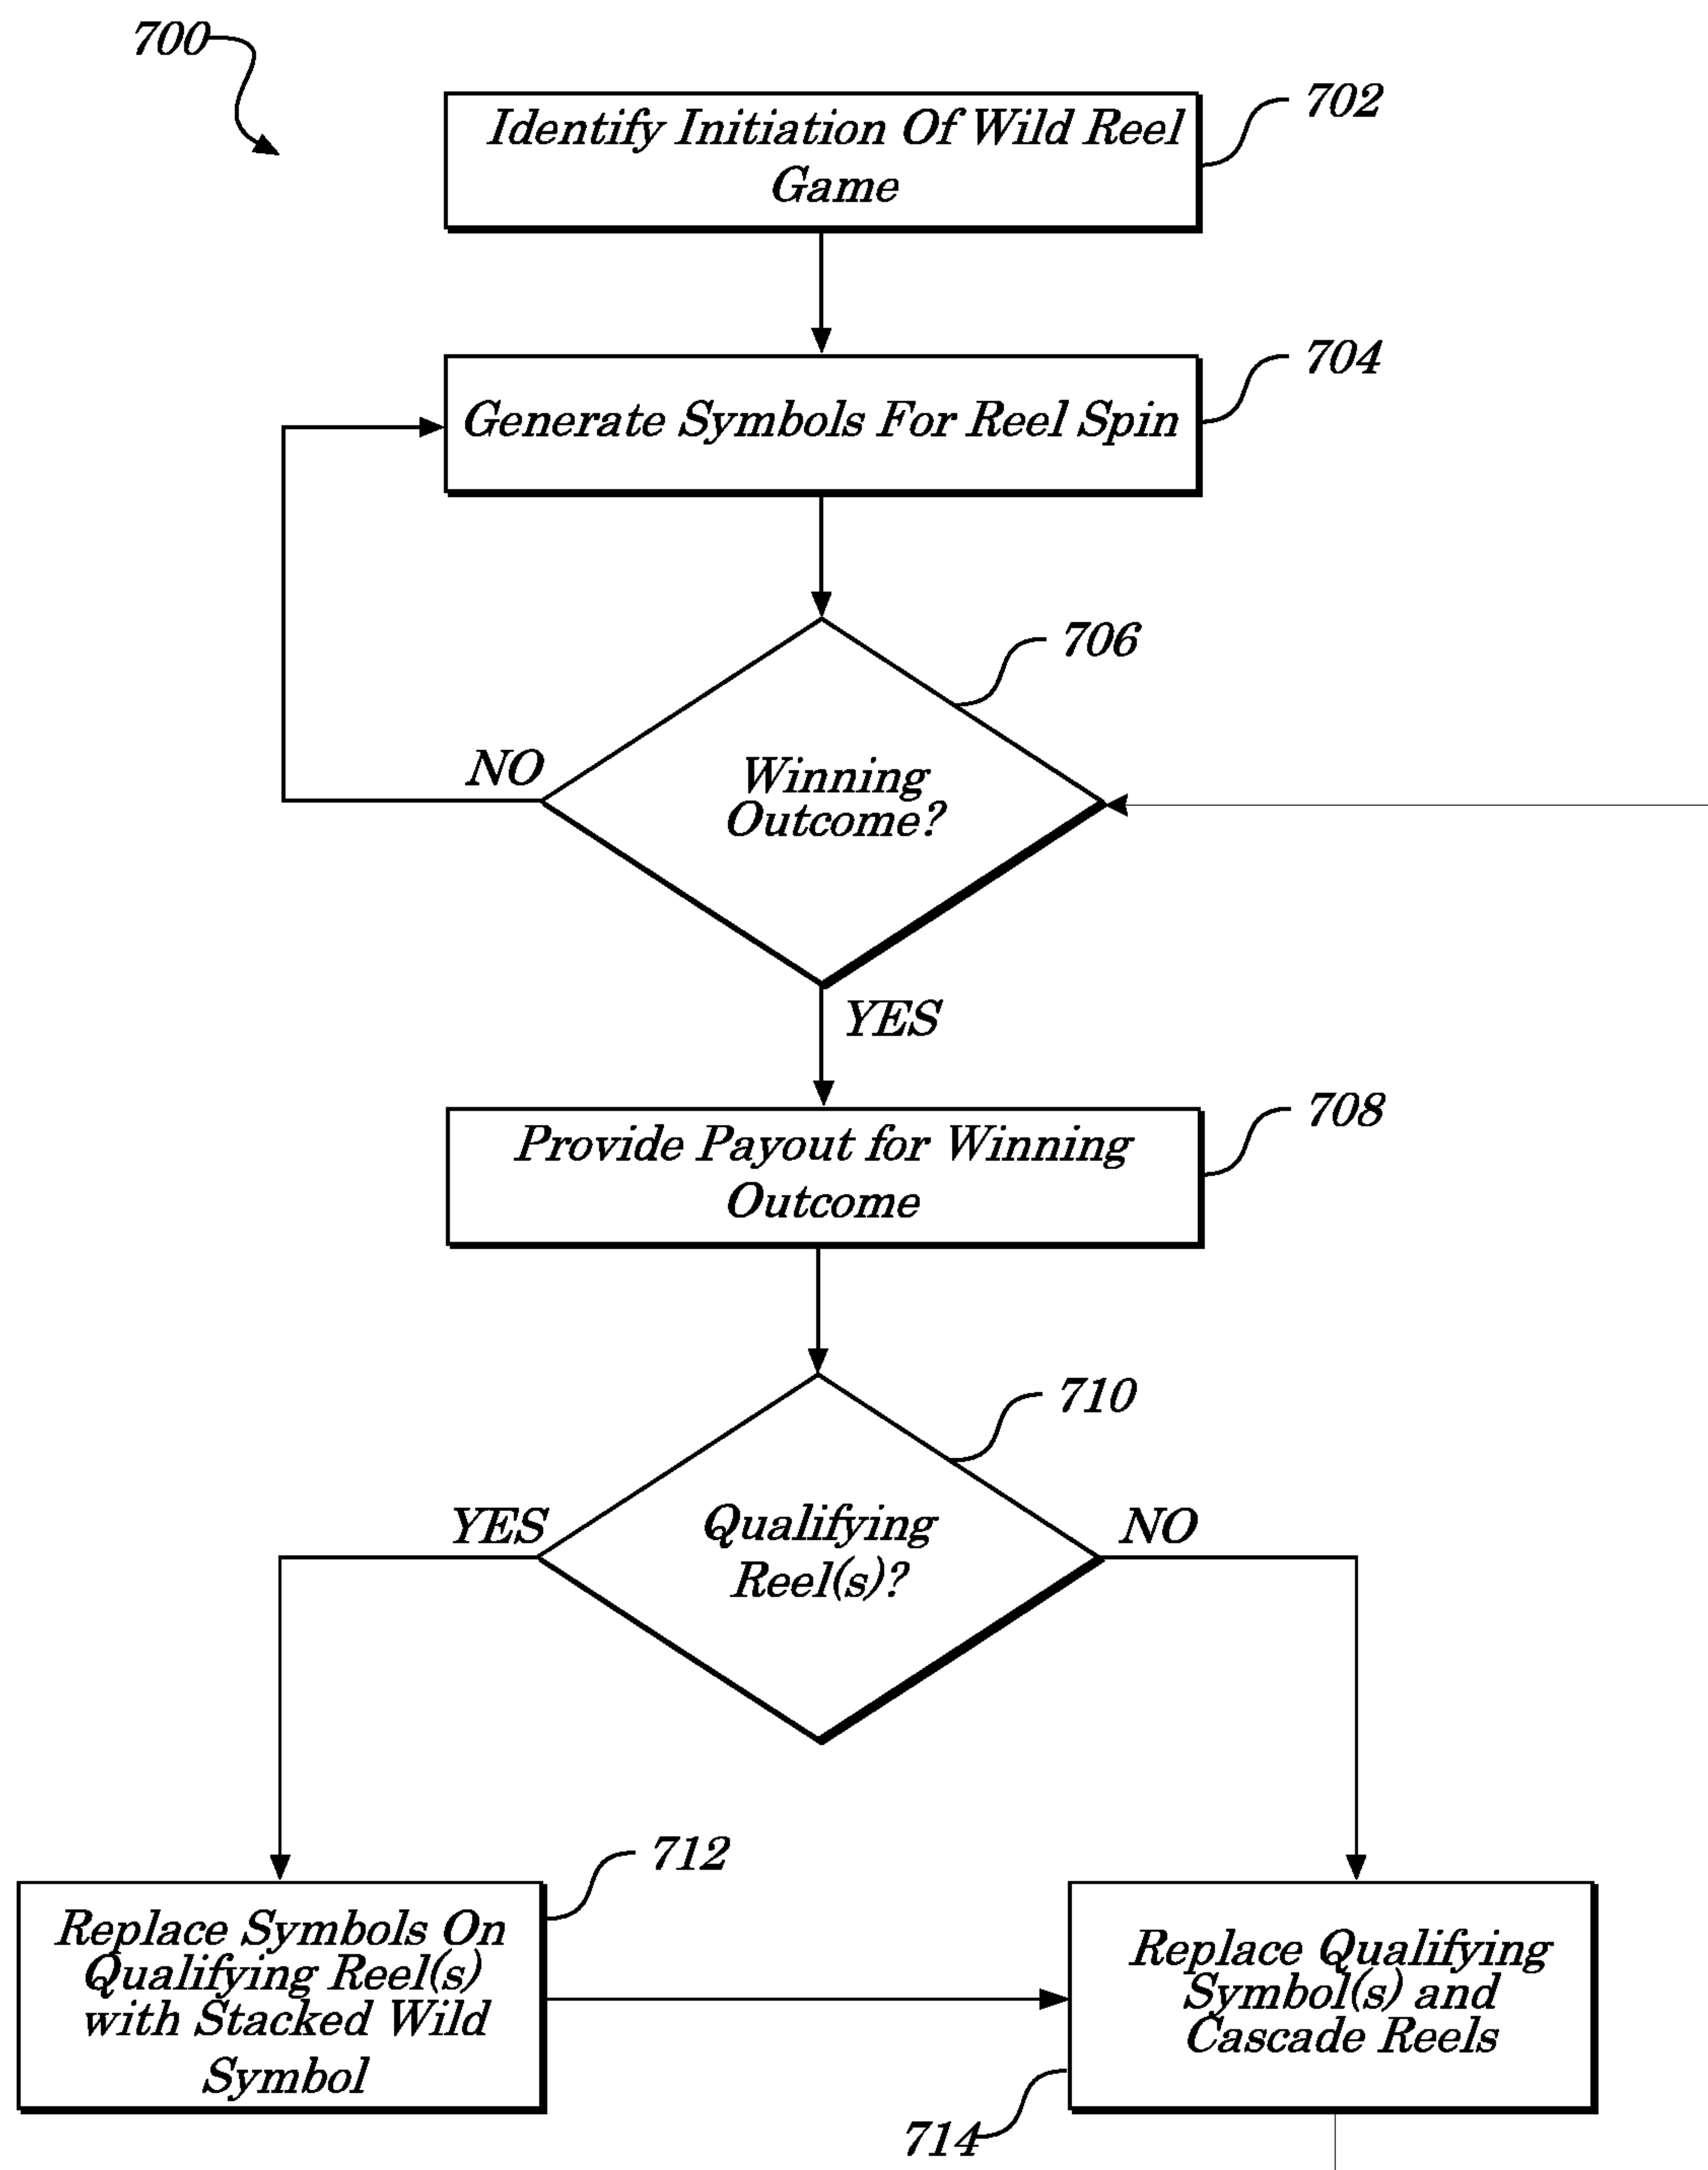 700
702
Identify Initiation Of Wild Reel
Game
704
Generate Symbols For Reel Spin
706
NO
Winning
Outcome?
YES
708
Provide Payout for Winning
Outcome
710
YES
Qualifying
Reel(s)?
NO
712
Replace Symbols On
Qualifying Reel(s)
with Stacked Wild
Symbol
Replace Qualifying
Symbol(s) and
Cascade Reels
714